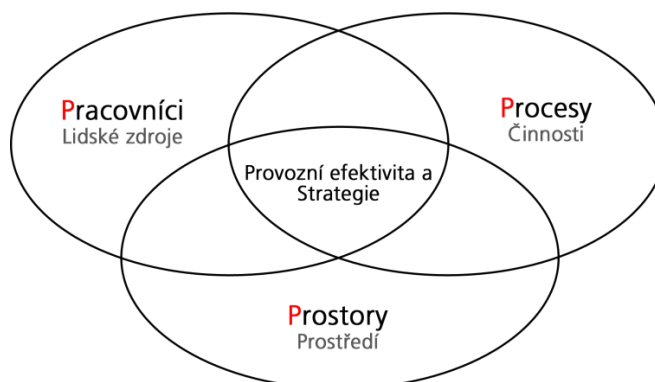 Pracovníci
Lidské zdroje
Procesy
Činnosti
Provozní efektivita a
Strategie
Prostory
Prostředí